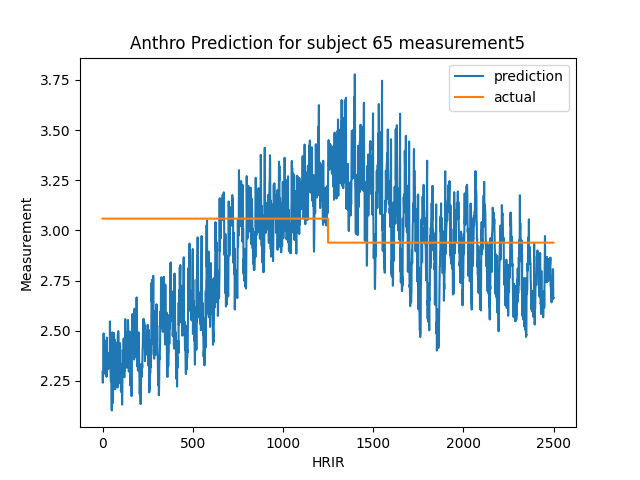 Anthro Prediction for subject 65 measurement5
prediction
actual
3.75
3.50
3.25
3.00
2.75
2.50
2.25
Measurement
0
500
1000
1500
2000
2500
HRIR